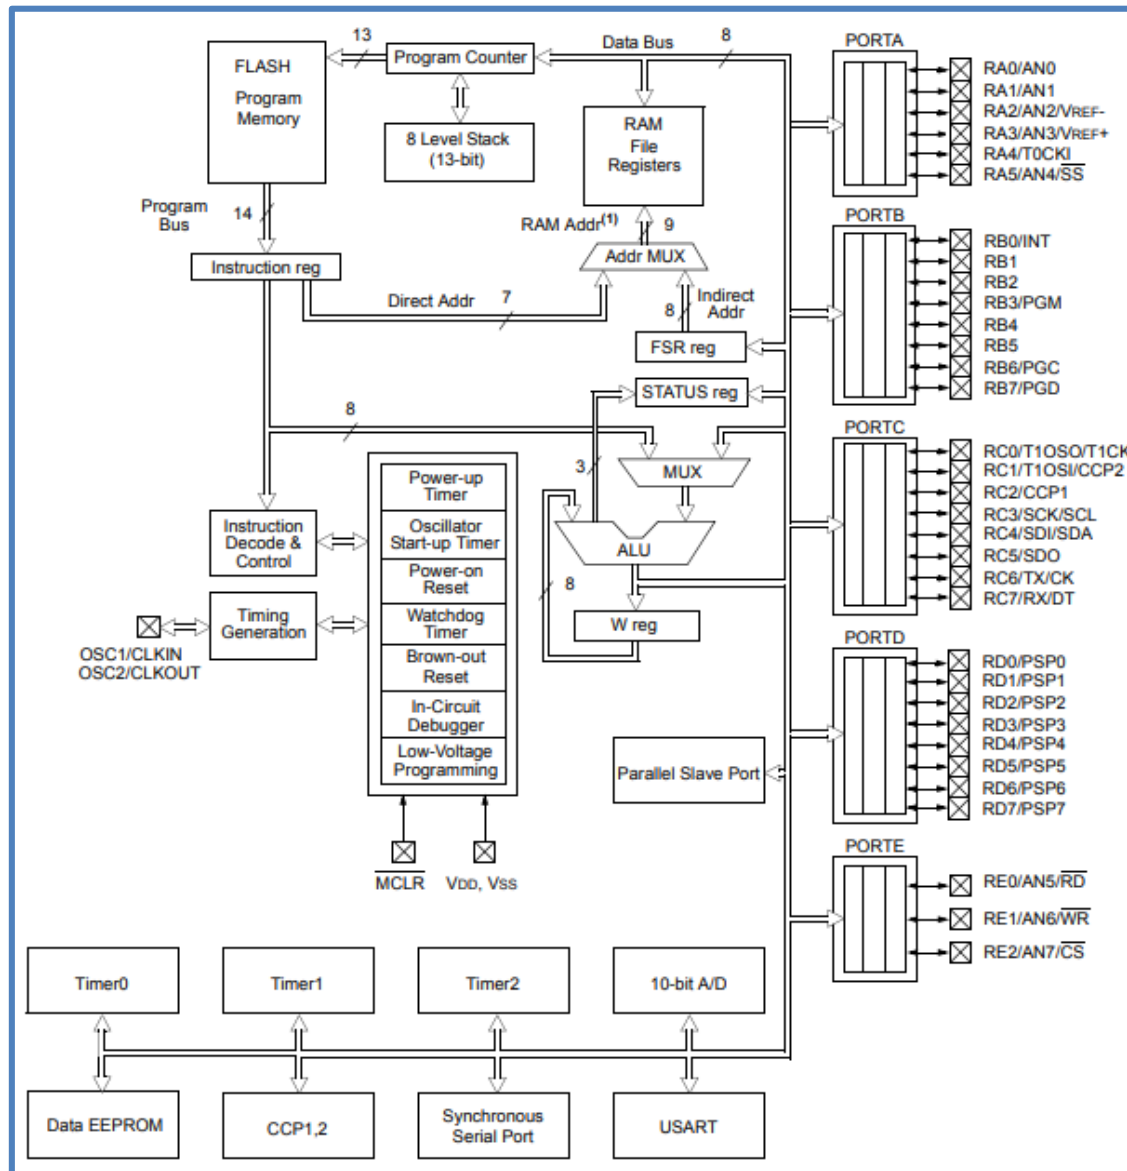 13
Data Bus
8
PORTA
FLASH
Program
Memory
Program Counter
8 Level Stack
(13-bit)
RAM
File
Registers
RA0/AN0
RA1/AN1
RA2/AN2/VREF-
RA3/AN3/VREF+
RA4/T0CKI
RA5/AN4/SS
Program
Bus
14
RAM Addr(1)
9
PORTB
Instruction reg
Addr MUX
Direct Addr
7
Indirect
Addr
8
FSR reg
RB0/INT
RB1
RB2
RB3/PGM
RB4
RB5
RB6/PGC
RB7/PGD
STATUS reg
8
3
MUX
PORTC
RC0/T1OSO/T1CK
RC1/T1OSI/CCP2
RC2/CCP1
RC3/SCK/SCL
RC4/SDI/SDA
RC5/SDO
RC6/TX/CK
RC7/RX/DT
Power-up
Timer
Oscillator
Start-up Timer
Power-on
Reset
Watchdog
Timer
Brown-out
Reset
In-Circuit
Debugger
Low-Voltage
Programming
Instruction
Decode &
Control
Timing
Generation
OSC1/CLKIN
OSC2/CLKOUT
ALU
8
W reg
PORTD
RD0/PSP0
RD1/PSP1
RD2/PSP2
RD3/PSP3
RD4/PSP4
RD5/PSP5
RD6/PSP6
RD7/PSP7
Parallel Slave Port
MCLR
VDD, VSS
PORTE
RE0/AN5/RD
RE1/AN6/WR
RE2/AN7/CS
Timer0
Timer1
Timer2
10-bit A/D
Data EEPROM
CCP1,2
Synchronous
Serial Port
USART